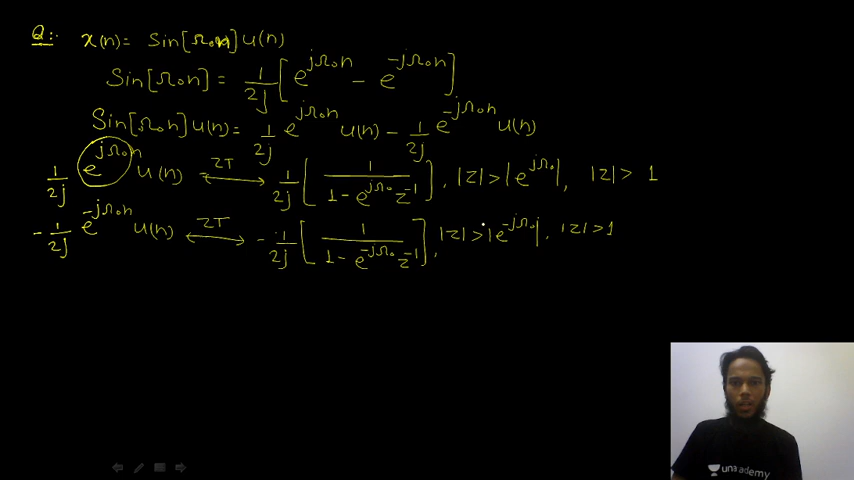 Q:- x(n)= Sin[Ω₀n]u(n)
Sin[Ω₀n] = 1/2j [e^{jΩ₀n} - e^{-jΩ₀n}]
Sin[Ω₀n]u(n)= 1/2j e^{jΩ₀n} u(n) - 1/2j e^{-jΩ₀n} u(n)
1/2j e^{jΩ₀n} u(n) ⟷ZT 1/2j [1/(1-e^{jΩ₀}z^{-1})], |z|>|e^{jΩ₀}|, |z|>1
-1/2j e^{-jΩ₀n} u(n) ⟷ZT -1/2j [1/(1-e^{-jΩ₀}z^{-1})], |z|>|e^{-jΩ₀}|, |z|>1
unacademy